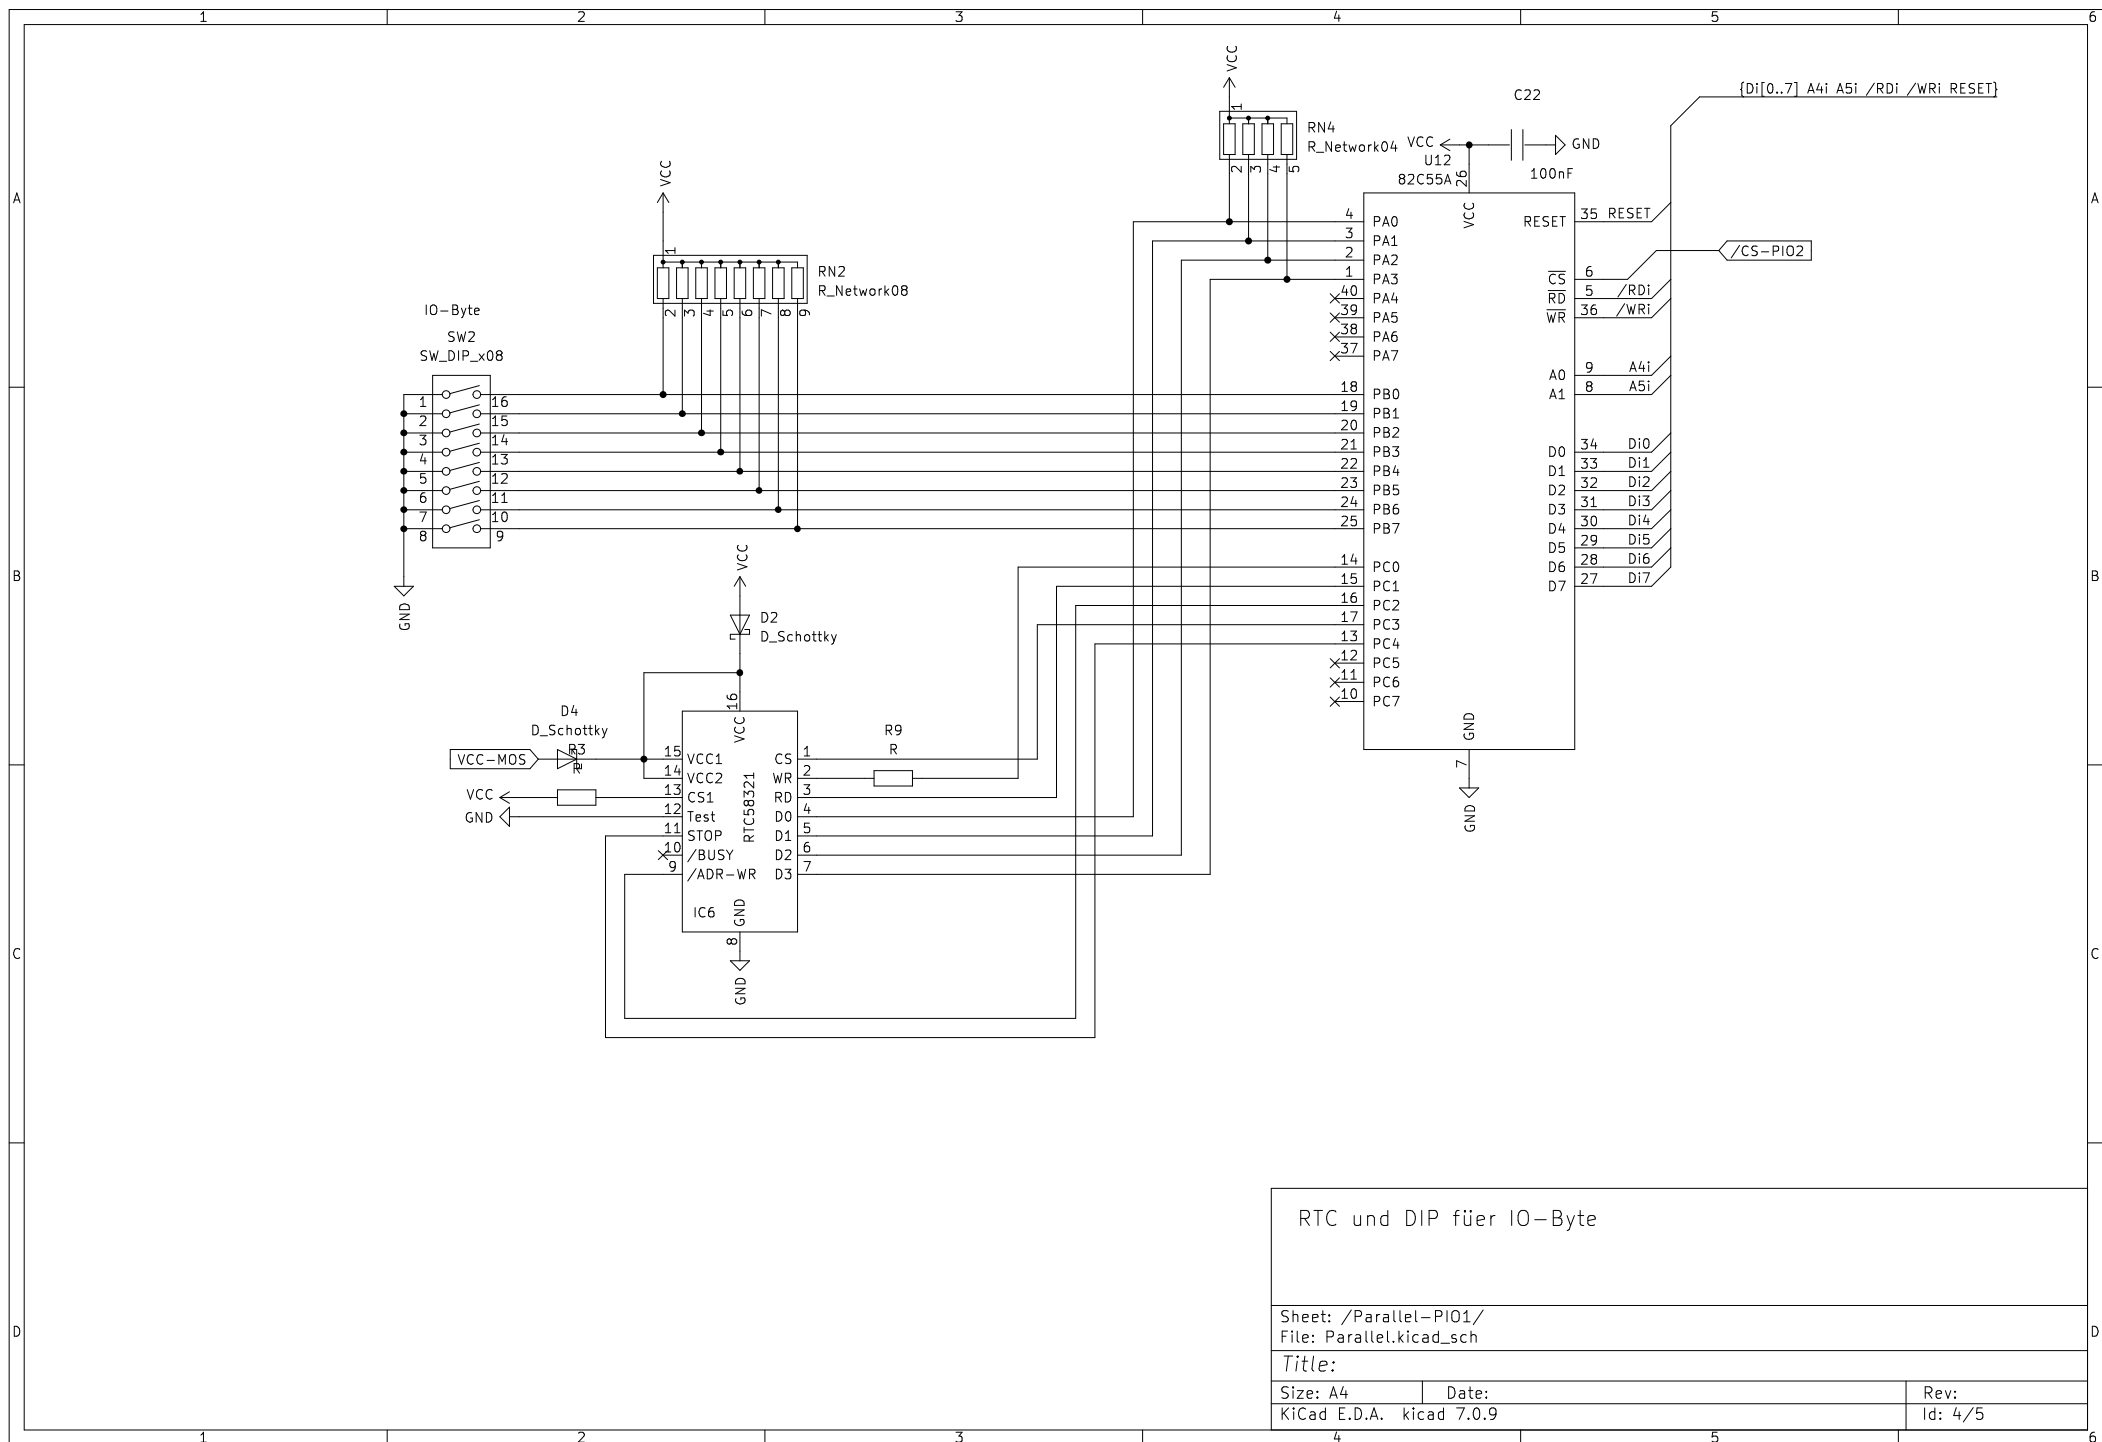 1 2 3 4 5 6
A
B
C
D
A
B
C
D
1 2 3 4 5 6
{Di[0..7] A4i A5i /RDi /WRi RESET}
VCC
1
RN4
R_Network04
2 3 4 5
C22
VCC
GND
100nF
U12
82C55A
26
VCC
4 PA0
3 PA1
2 PA2
1 PA3
40 PA4
39 PA5
38 PA6
37 PA7
18 PB0
19 PB1
20 PB2
21 PB3
22 PB4
23 PB5
24 PB6
25 PB7
14 PC0
15 PC1
16 PC2
17 PC3
13 PC4
12 PC5
11 PC6
10 PC7
RESET 35 RESET
CS 6
/CS-PIO2
RD 5 /RDi
WR 36 /WRi
A0 9 A4i
A1 8 A5i
D0 34 Di0
D1 33 Di1
D2 32 Di2
D3 31 Di3
D4 30 Di4
D5 29 Di5
D6 28 Di6
D7 27 Di7
GND
7
GND
VCC
1
RN2
R_Network08
2 3 4 5 6 7 8 9
IO-Byte
SW2
SW_DIP_x08
1 16
2 15
3 14
4 13
5 12
6 11
7 10
8 9
GND
VCC
D2
D_Schottky
16
VCC
D4
D_Schottky
R3
R
VCC-MOS
VCC
GND
15 VCC1
14 VCC2
13 CS1
12 Test
11 STOP
10 /BUSY
9 /ADR-WR
RTC58321
CS 1
WR 2
RD 3
D0 4
D1 5
D2 6
D3 7
IC6
GND
8
GND
R9
R
RTC und DIP füer IO-Byte
Sheet: /Parallel-PIO1/
File: Parallel.kicad_sch
Title:
Size: A4 Date: Rev:
KiCad E.D.A. kicad 7.0.9 Id: 4/5